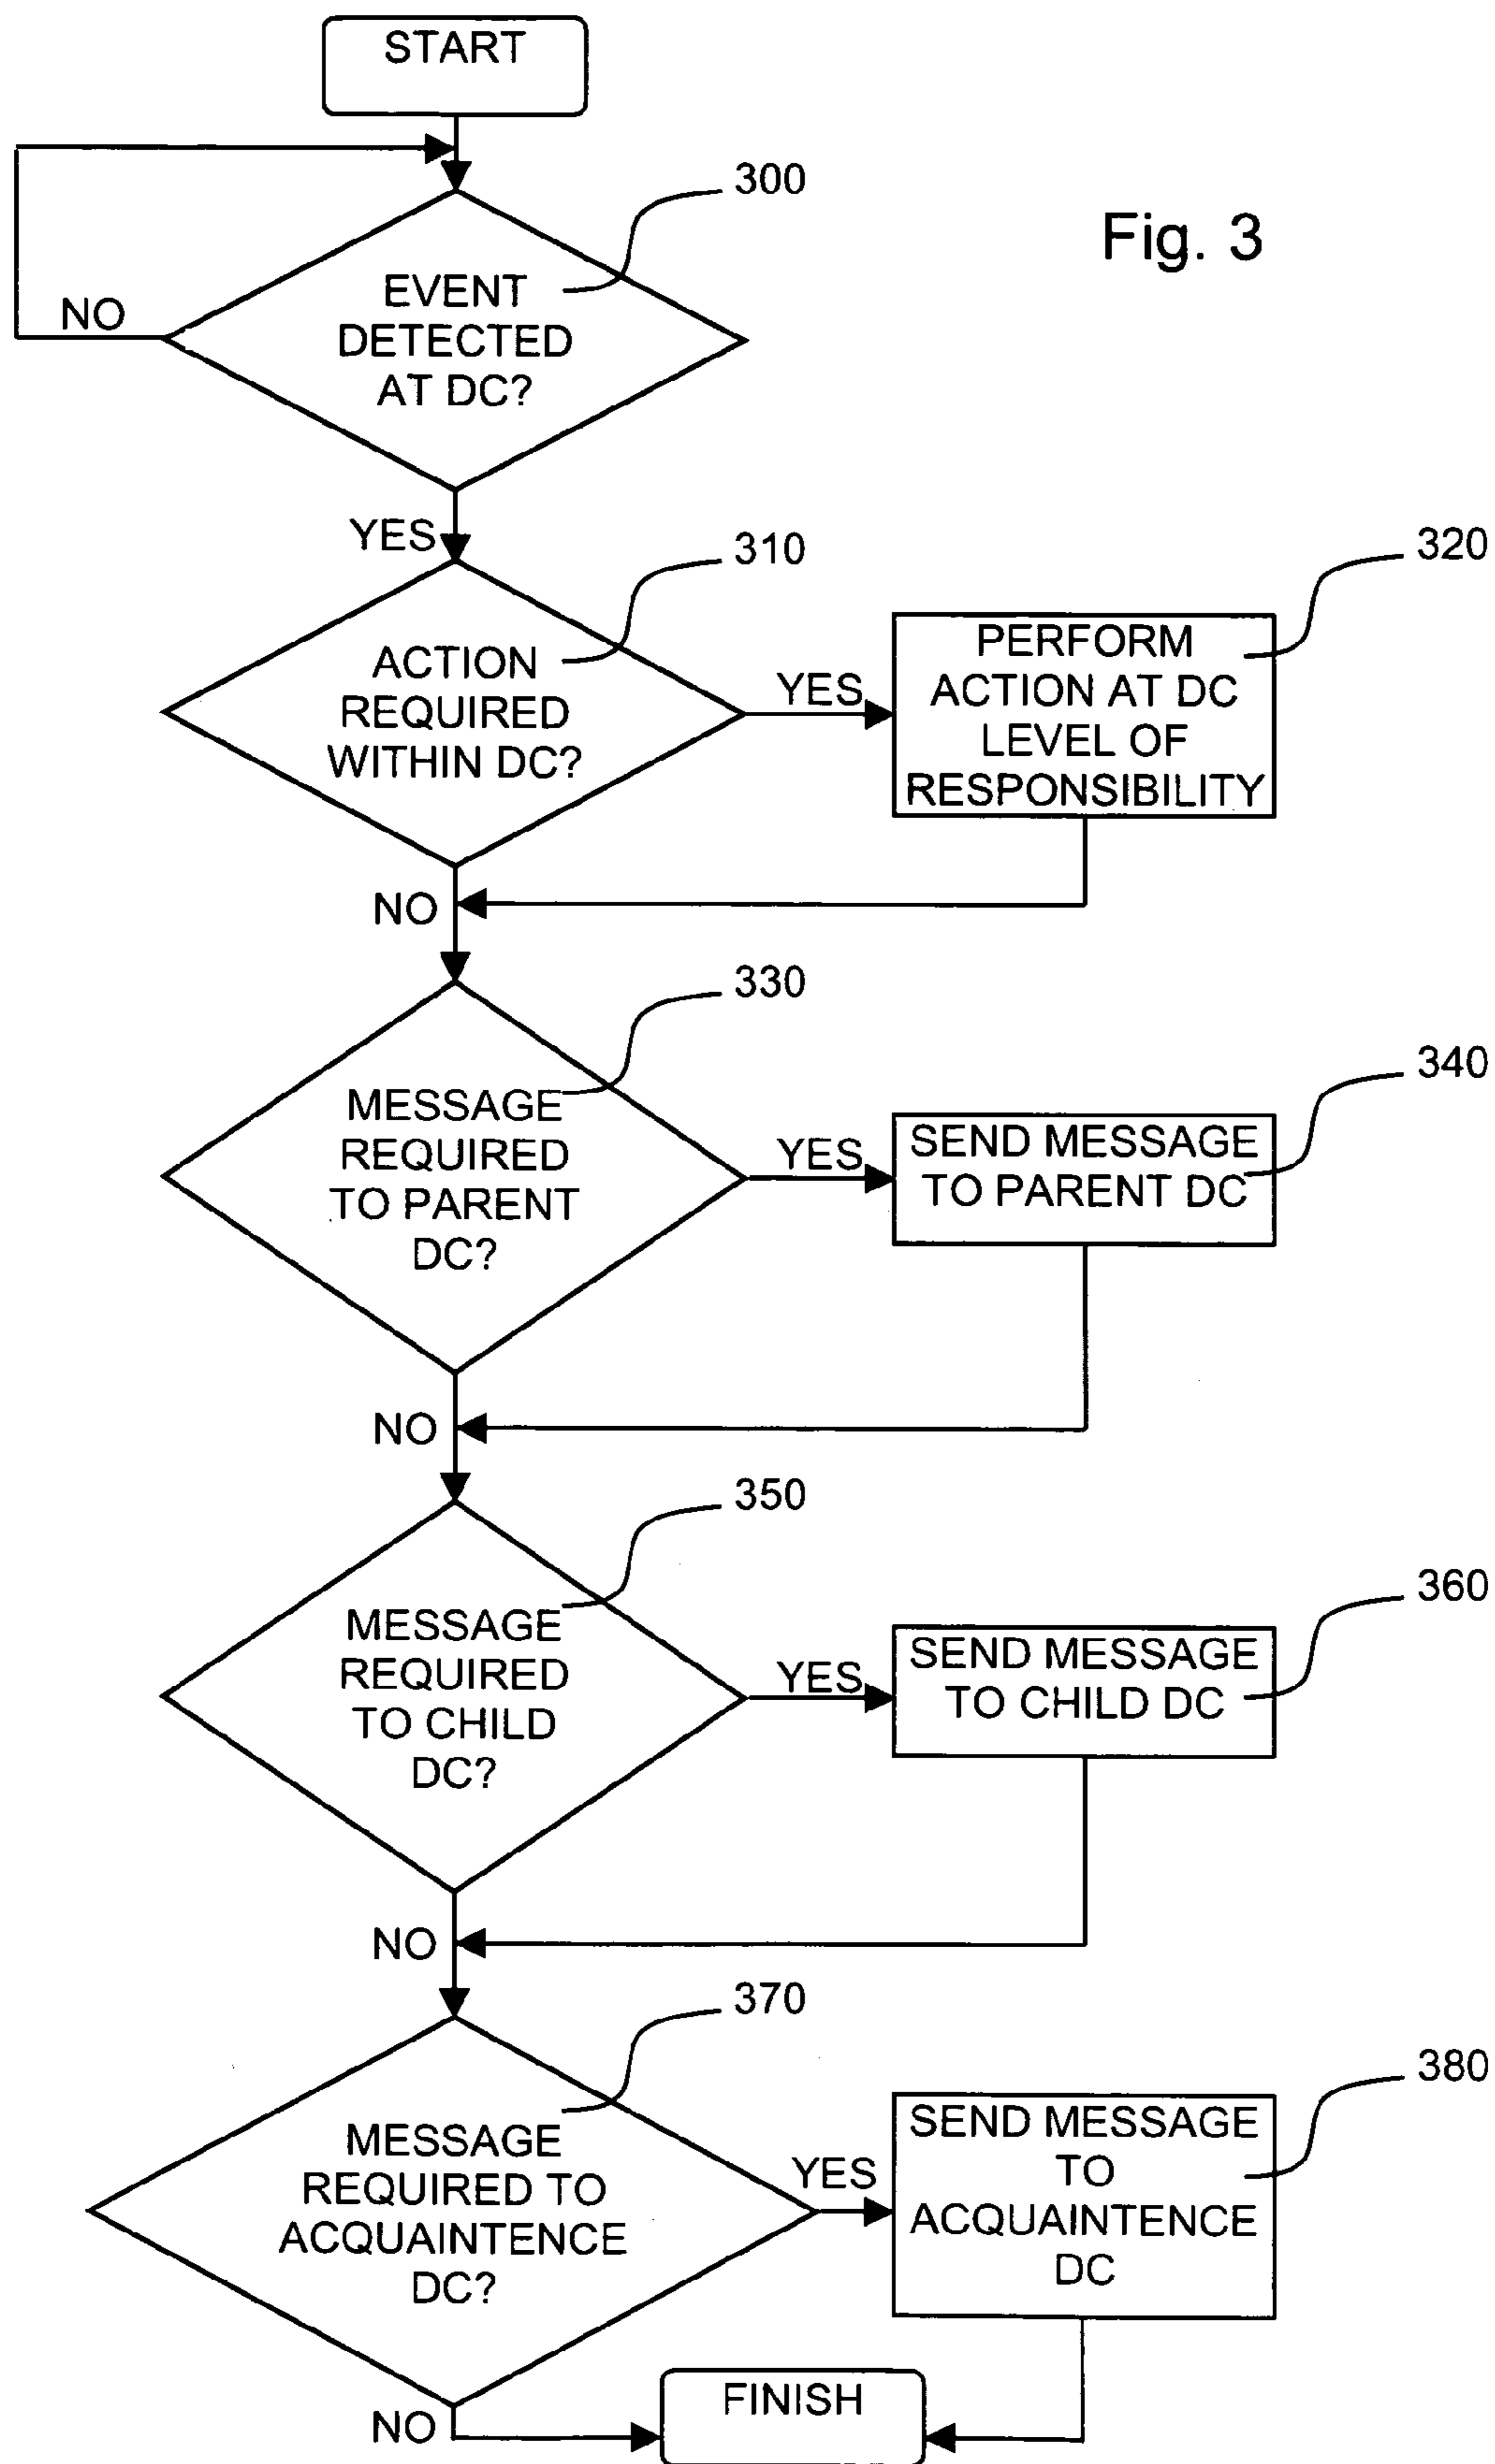 START
300
Fig. 3
EVENT
DETECTED
AT DC?
NO
YES
310
320
ACTION
REQUIRED
WITHIN DC?
YES
PERFORM
ACTION AT DC
LEVEL OF
RESPONSIBILITY
NO
330
340
MESSAGE
REQUIRED
TO PARENT
DC?
YES
SEND MESSAGE
TO PARENT DC
NO
350
360
MESSAGE
REQUIRED
TO CHILD
DC?
YES
SEND MESSAGE
TO CHILD DC
NO
370
380
MESSAGE
REQUIRED TO
ACQUAINTENCE
DC?
YES
SEND MESSAGE
TO
ACQUAINTENCE
DC
NO
FINISH